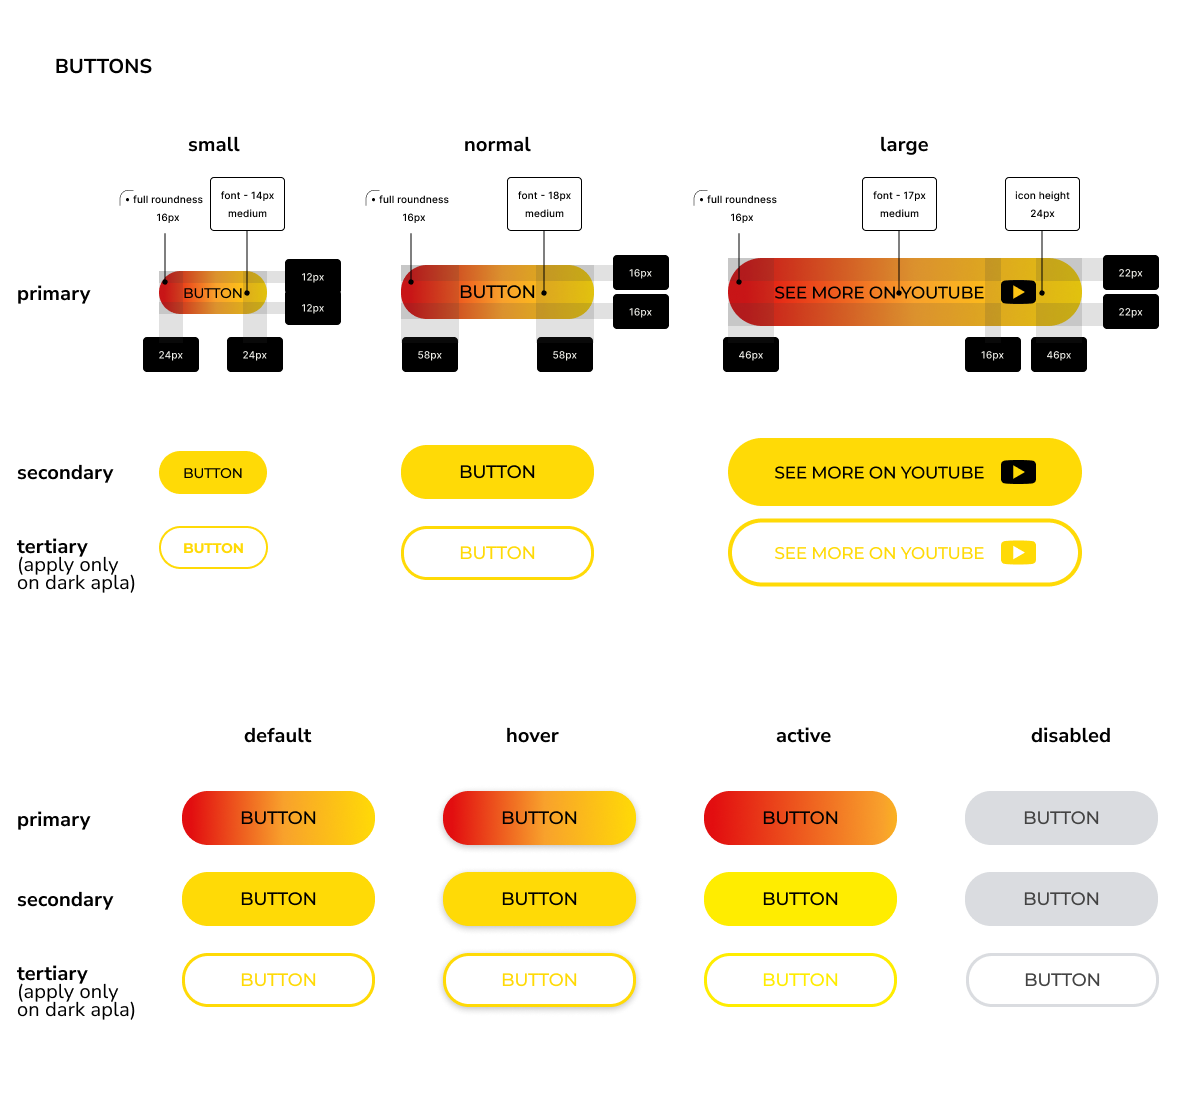 BUTTONS
small
normal
large
full roundness
16px
font - 14px
medium
full roundness
16px
font - 18px
medium
full roundness
16px
font - 17px
medium
icon height
24px
primary
BUTTON
12px
12px
24px
24px
BUTTON
16px
16px
58px
58px
SEE MORE ON YOUTUBE
22px
22px
46px
16px
46px
secondary
BUTTON
BUTTON
SEE MORE ON YOUTUBE
tertiary
(apply only
on dark apla)
BUTTON
BUTTON
SEE MORE ON YOUTUBE
default
hover
active
disabled
primary
BUTTON
BUTTON
BUTTON
BUTTON
secondary
BUTTON
BUTTON
BUTTON
BUTTON
tertiary
(apply only
on dark apla)
BUTTON
BUTTON
BUTTON
BUTTON